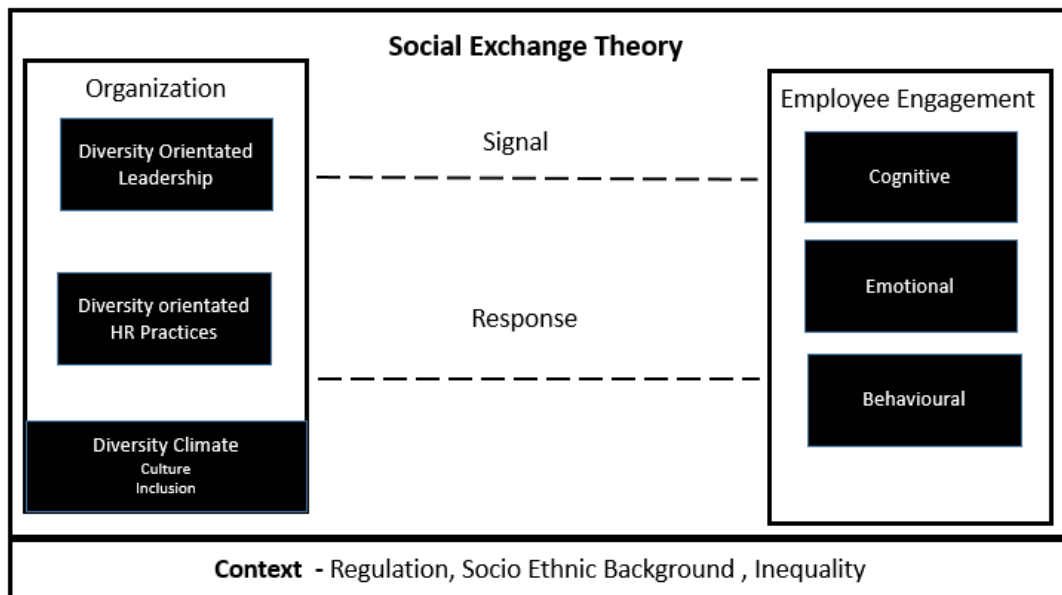 Social Exchange Theory
Organization
Diversity Orientated
Leadership
Diversity orientated
HR Practices
Diversity Climate
Culture
Inclusion
Signal
Response
Employee Engagement
Cognitive
Emotional
Behavioural
Context - Regulation, Socio Ethnic Background , Inequality